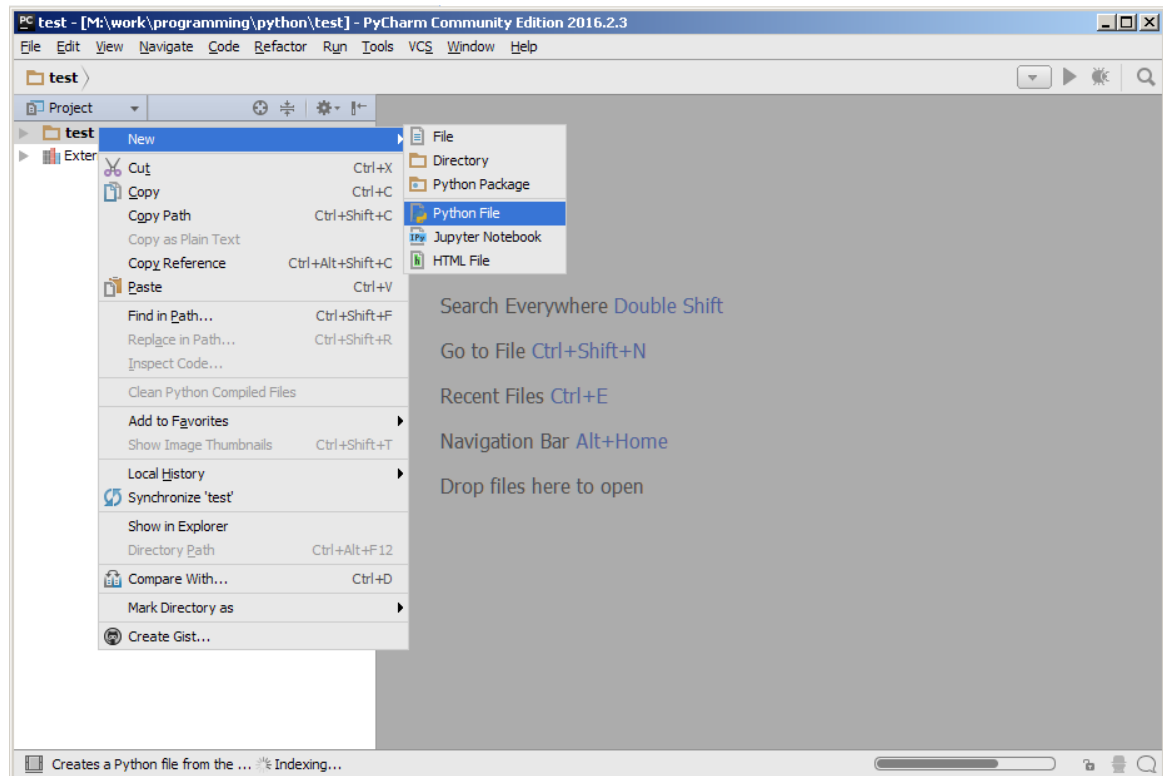 PC test - [M:\work\programming\python\test] - PyCharm Community Edition 2016.2.3
File Edit View Navigate Code Refactor Run Tools VCS Window Help
test
Project
test
Exter
New
Cut Ctrl+X
Copy Ctrl+C
Copy Path Ctrl+Shift+C
Copy as Plain Text
Copy Reference Ctrl+Alt+Shift+C
Paste Ctrl+V
Find in Path... Ctrl+Shift+F
Replace in Path... Ctrl+Shift+R
Inspect Code...
Clean Python Compiled Files
Add to Favorites
Show Image Thumbnails Ctrl+Shift+T
Local History
Synchronize 'test'
Show in Explorer
Directory Path Ctrl+Alt+F12
Compare With... Ctrl+D
Mark Directory as
Create Gist...
File
Directory
Python Package
Python File
IPy Jupyter Notebook
h HTML File
Search Everywhere Double Shift
Go to File Ctrl+Shift+N
Recent Files Ctrl+E
Navigation Bar Alt+Home
Drop files here to open
Creates a Python file from the ... Indexing...